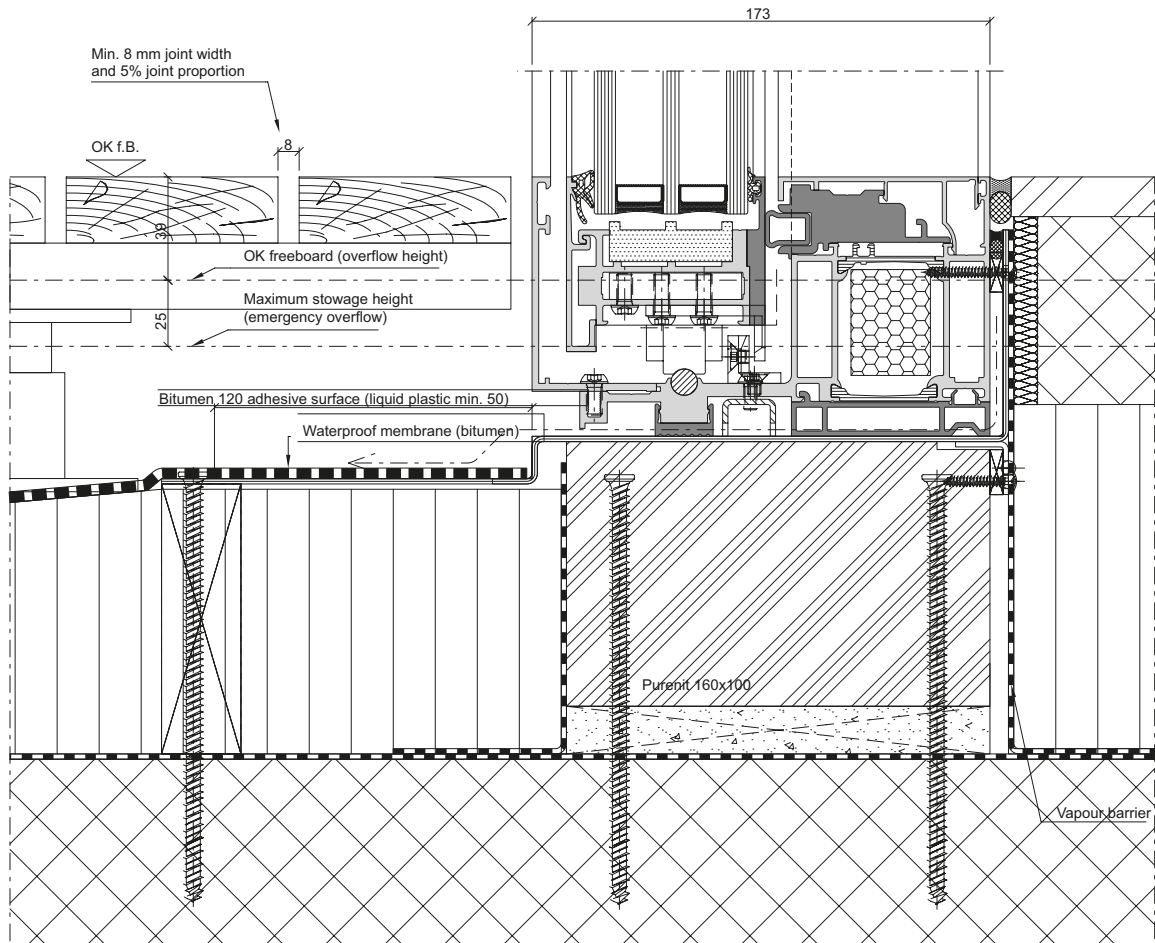 173
Min. 8 mm joint width
and 5% joint proportion
8
OK f.B.
39
OK freeboard (overflow height)
Maximum stowage height
(emergency overflow)
25
Bitumen 120 adhesive surface (liquid plastic min. 50)
Waterproof membrane (bitumen)
Purenit 160x100
Vapour barrier